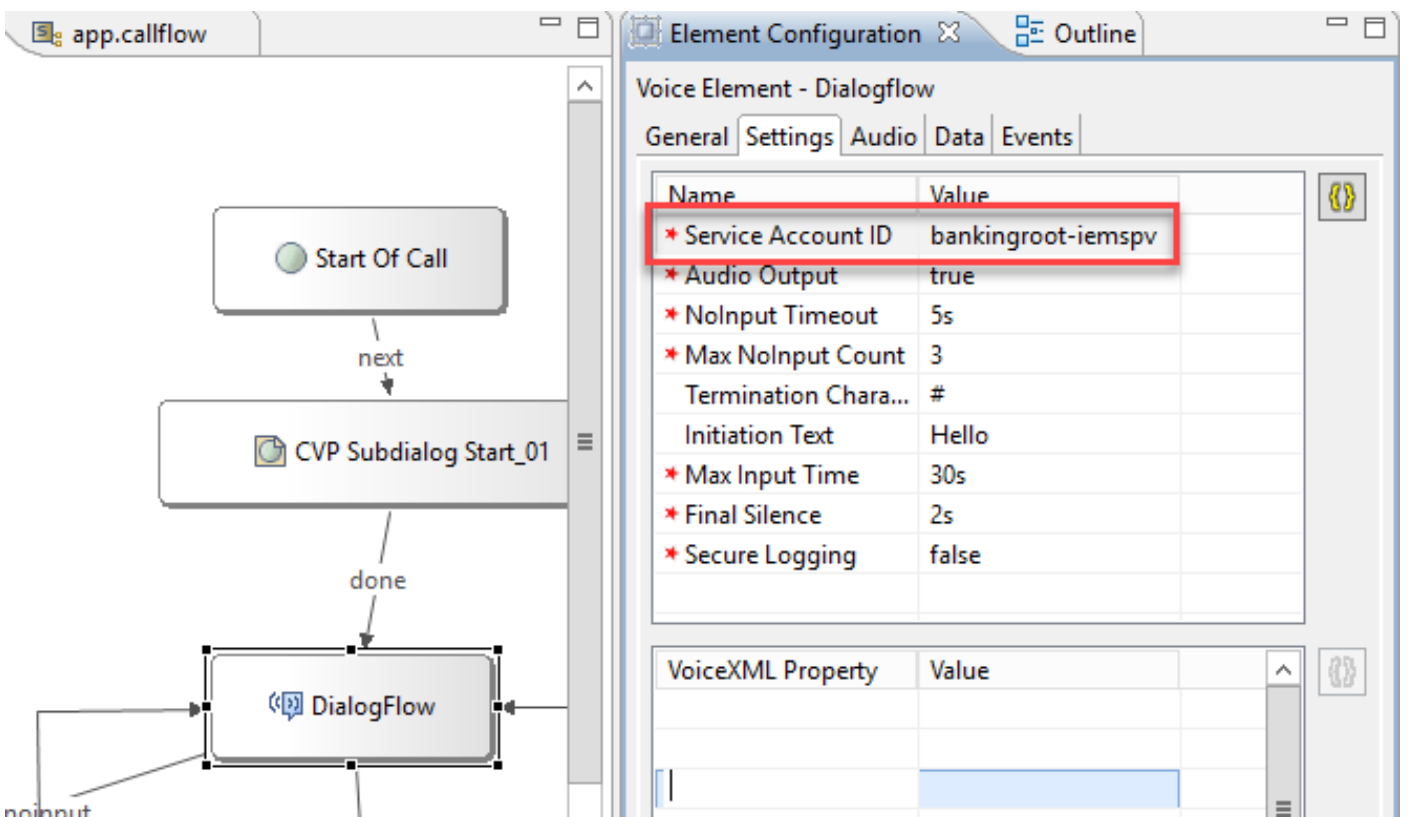 app.callflow
Start Of Call
next
CVP Subdialog Start_01
done
DialogFlow
noinput
Element Configuration
Outline
Voice Element - Dialogflow
General Settings Audio Data Events
Name Value
* Service Account ID bankingroot-iemspv
* Audio Output true
* NoInput Timeout 5s
* Max NoInput Count 3
Termination Chara... #
Initiation Text Hello
* Max Input Time 30s
* Final Silence 2s
* Secure Logging false
VoiceXML Property Value